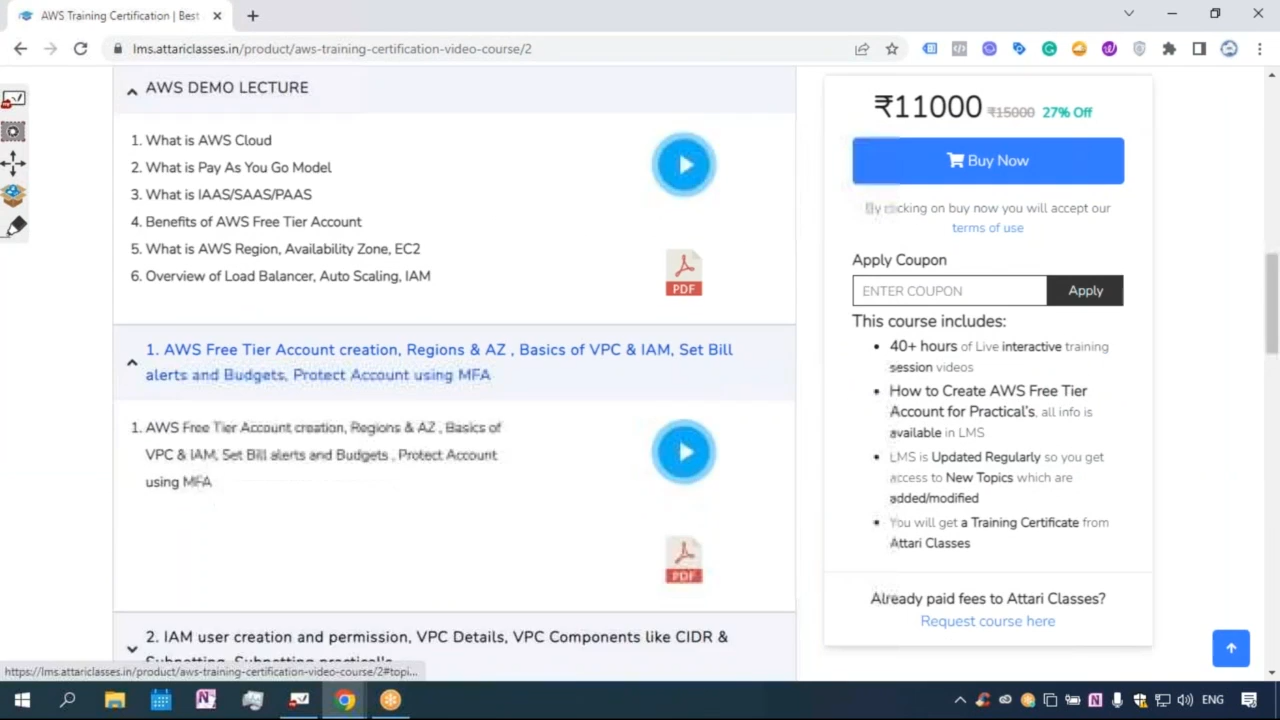 AWS Training Certification | Best
lms.attariclasses.in/product/aws-training-certification-video-course/2
AWS DEMO LECTURE
1. What is AWS Cloud
2. What is Pay As You Go Model
3. What is IAAS/SAAS/PAAS
4. Benefits of AWS Free Tier Account
5. What is AWS Region, Availability Zone, EC2
6. Overview of Load Balancer, Auto Scaling, IAM
PDF
1. AWS Free Tier Account creation, Regions & AZ , Basics of VPC & IAM, Set Bill
alerts and Budgets, Protect Account using MFA
1. AWS Free Tier Account creation, Regions & AZ , Basics of
VPC & IAM, Set Bill alerts and Budgets , Protect Account
using MFA
PDF
2. IAM user creation and permission, VPC Details, VPC Components like CIDR &
Subnetting, Subnetting practical's
₹11000 ₹15000 27% Off
Buy Now
By clicking on buy now you will accept our
terms of use
Apply Coupon
ENTER COUPON
Apply
This course includes:
40+ hours of Live interactive training
session videos
How to Create AWS Free Tier
Account for Practical's, all info is
available in LMS
LMS is Updated Regularly so you get
access to New Topics which are
added/modified
You will get a Training Certificate from
Attari Classes
Already paid fees to Attari Classes?
Request course here
https://lms.attariclasses.in/product/aws-training-certification-video-course/2#topi...
ENG